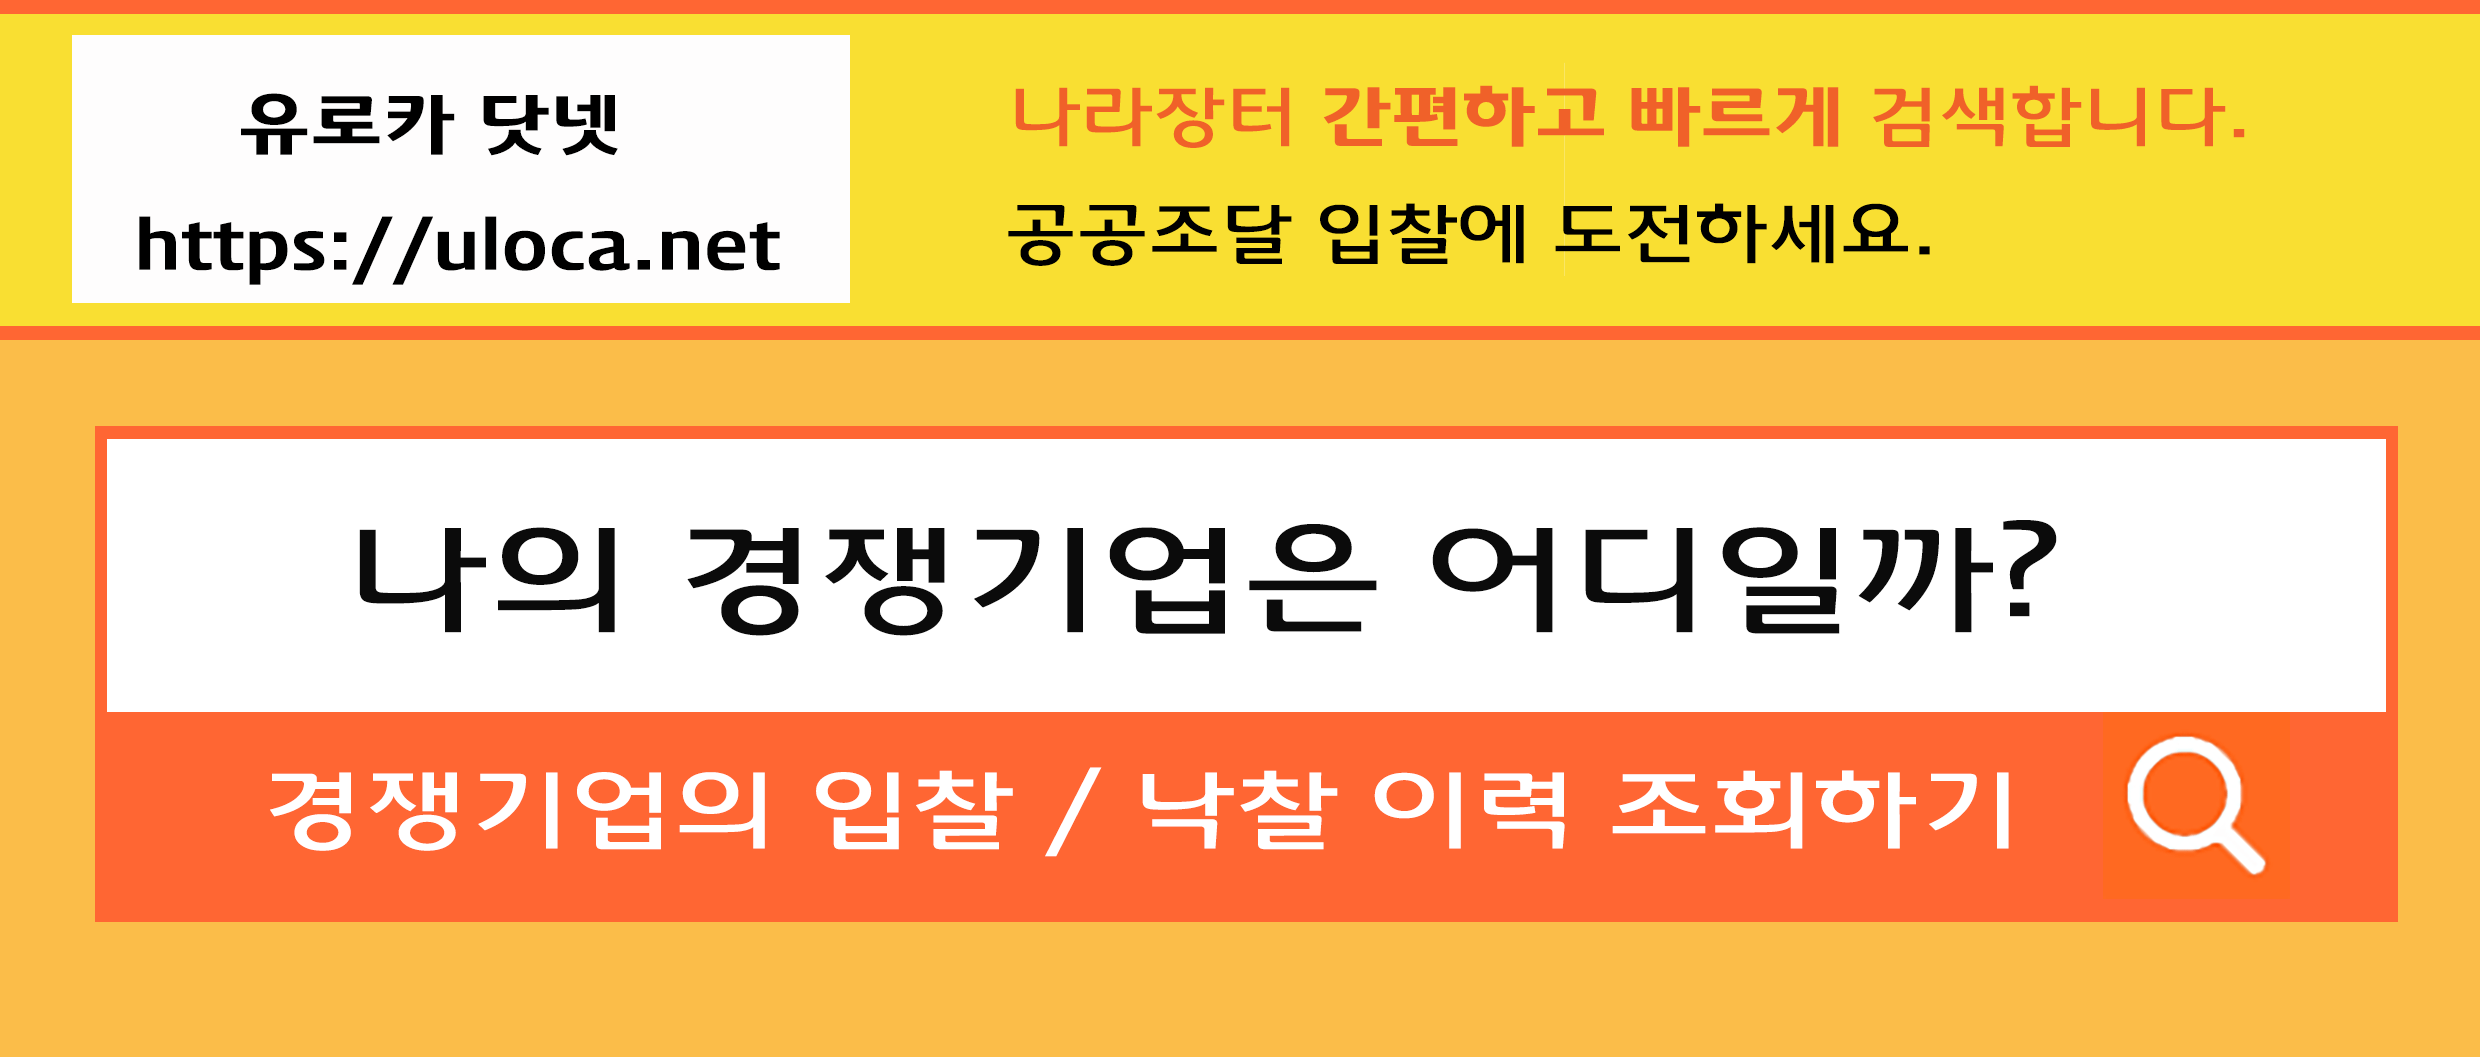 유로카 닷넷
https://uloca.net
나라장터 간편하고 빠르게 검색합니다.
공공조달 입찰에 도전하세요.
나의 경쟁기업은 어디일까?
경쟁기업의 입찰 / 낙찰 이력 조회하기